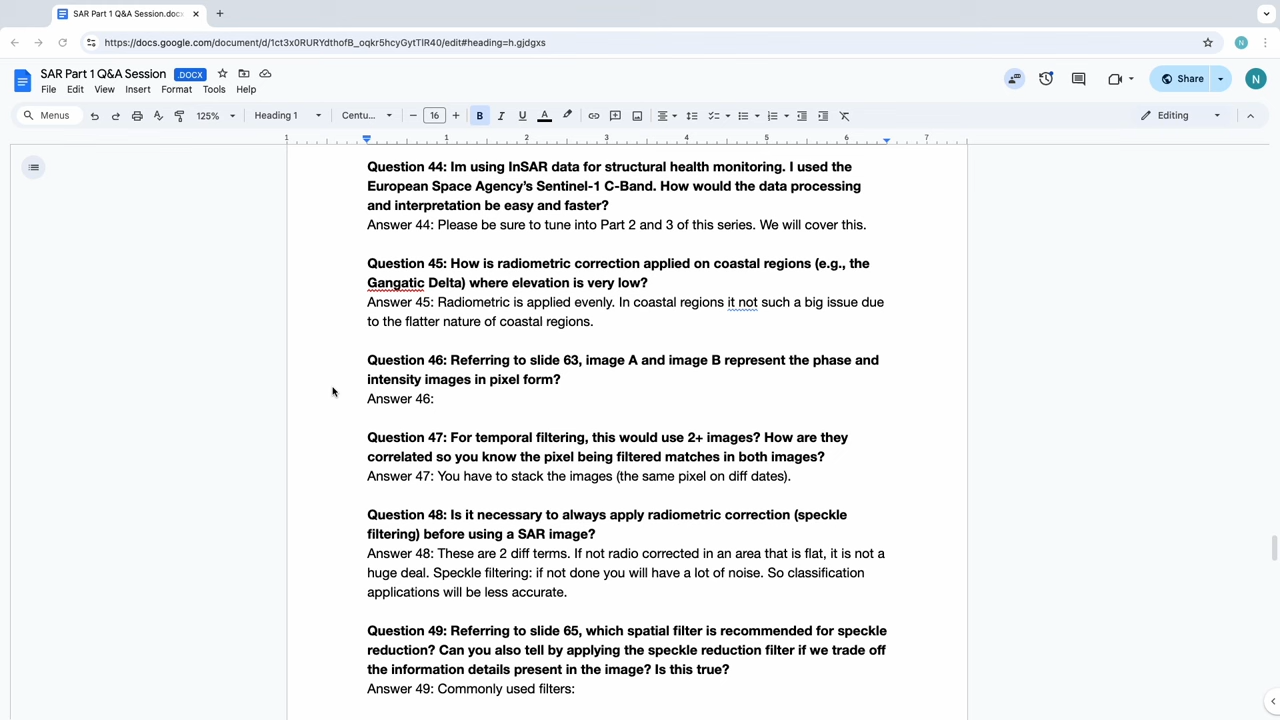 SAR Part 1 Q&A Session.docx
https://docs.google.com/document/d/1ct3x0RURYdthofB_oqkr5hcyGytTlR40/edit#heading=h.gjdgxs
N
SAR Part 1 Q&A Session .DOCX
File Edit View Insert Format Tools Help
Share
N
Menus 125% Heading 1 Centu... 16 B I U A Editing
1 1 2 3 4 5 6 7
Question 44: Im using InSAR data for structural health monitoring. I used the
European Space Agency’s Sentinel-1 C-Band. How would the data processing
and interpretation be easy and faster?
Answer 44: Please be sure to tune into Part 2 and 3 of this series. We will cover this.
Question 45: How is radiometric correction applied on coastal regions (e.g., the
Gangatic Delta) where elevation is very low?
Answer 45: Radiometric is applied evenly. In coastal regions it not such a big issue due
to the flatter nature of coastal regions.
Question 46: Referring to slide 63, image A and image B represent the phase and
intensity images in pixel form?
Answer 46:
Question 47: For temporal filtering, this would use 2+ images? How are they
correlated so you know the pixel being filtered matches in both images?
Answer 47: You have to stack the images (the same pixel on diff dates).
Question 48: Is it necessary to always apply radiometric correction (speckle
filtering) before using a SAR image?
Answer 48: These are 2 diff terms. If not radio corrected in an area that is flat, it is not a
huge deal. Speckle filtering: if not done you will have a lot of noise. So classification
applications will be less accurate.
Question 49: Referring to slide 65, which spatial filter is recommended for speckle
reduction? Can you also tell by applying the speckle reduction filter if we trade off
the information details present in the image? Is this true?
Answer 49: Commonly used filters: